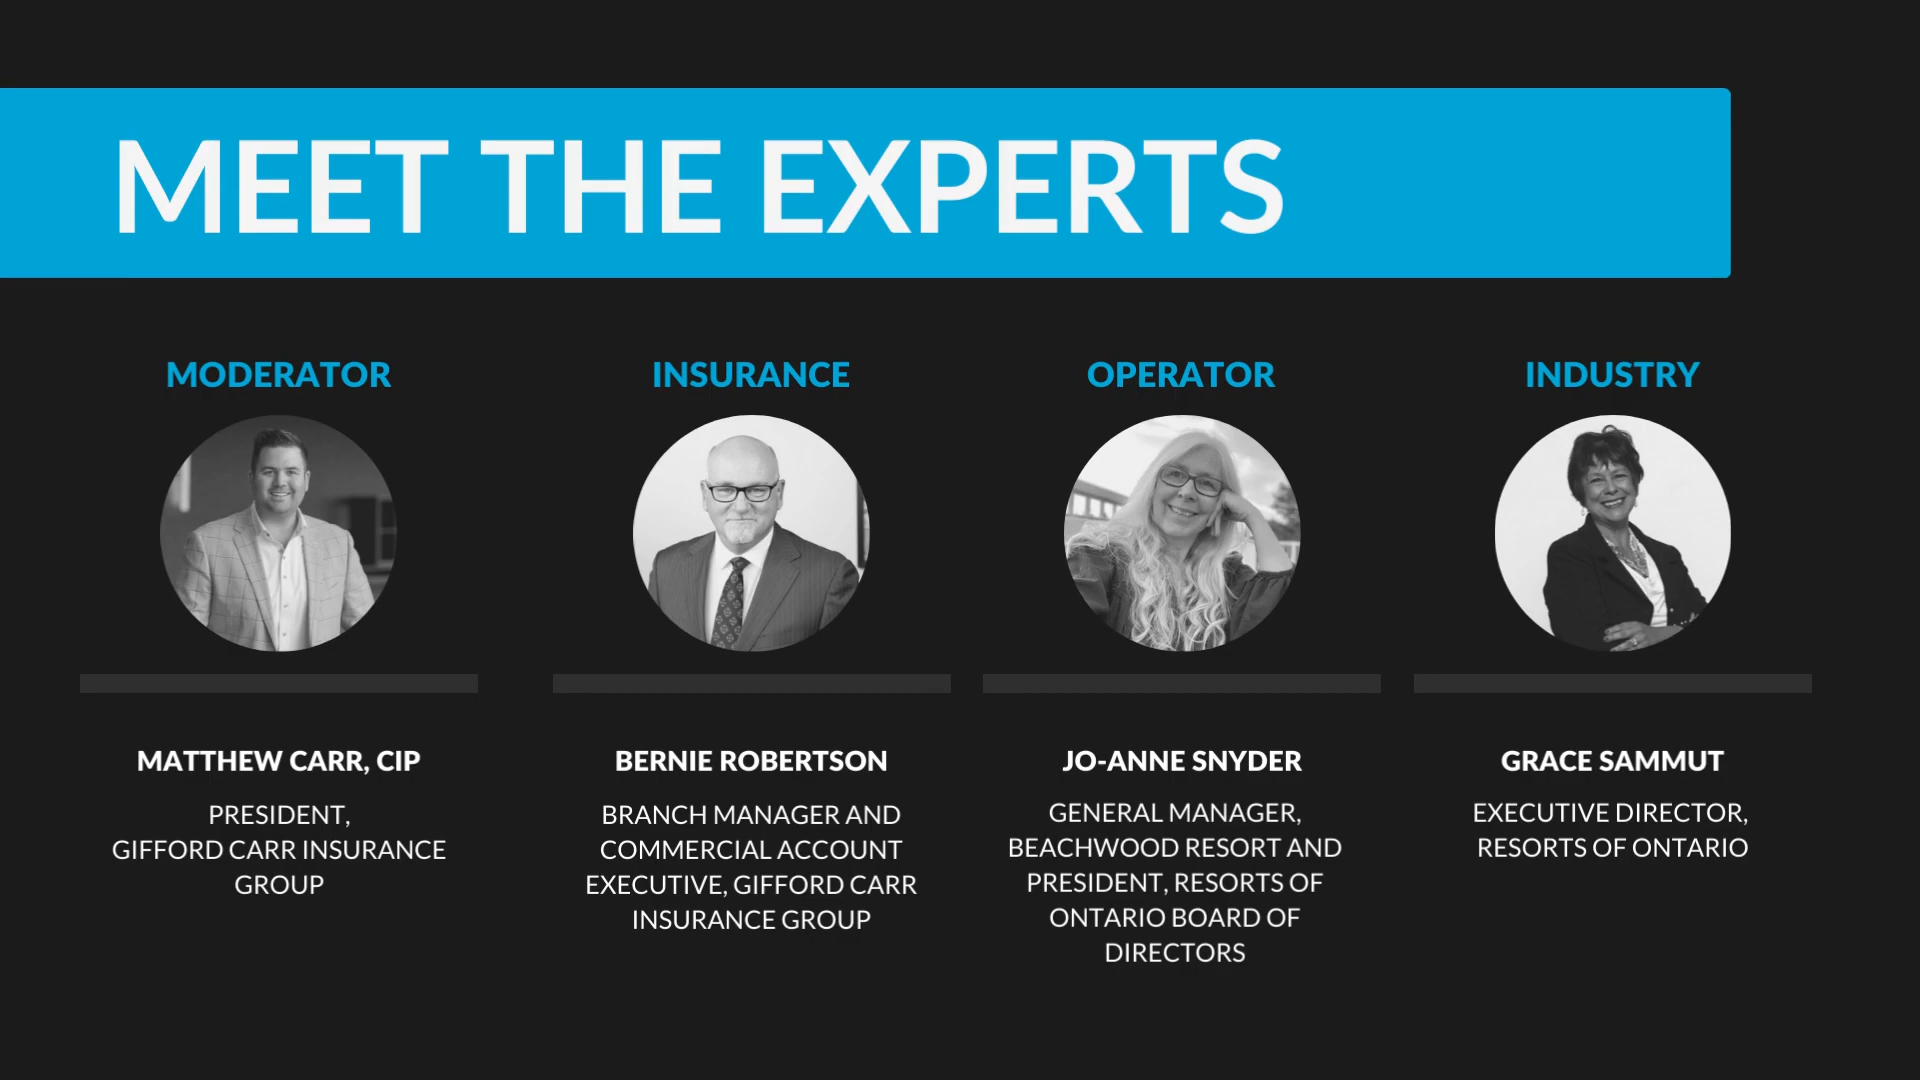 MEET THE EXPERTS
MODERATOR
INSURANCE
OPERATOR
INDUSTRY
MATTHEW CARR, CIP
PRESIDENT,
GIFFORD CARR INSURANCE
GROUP
BERNIE ROBERTSON
BRANCH MANAGER AND
COMMERCIAL ACCOUNT
EXECUTIVE, GIFFORD CARR
INSURANCE GROUP
JO-ANNE SNYDER
GENERAL MANAGER,
BEACHWOOD RESORT AND
PRESIDENT, RESORTS OF
ONTARIO BOARD OF
DIRECTORS
GRACE SAMMUT
EXECUTIVE DIRECTOR,
RESORTS OF ONTARIO